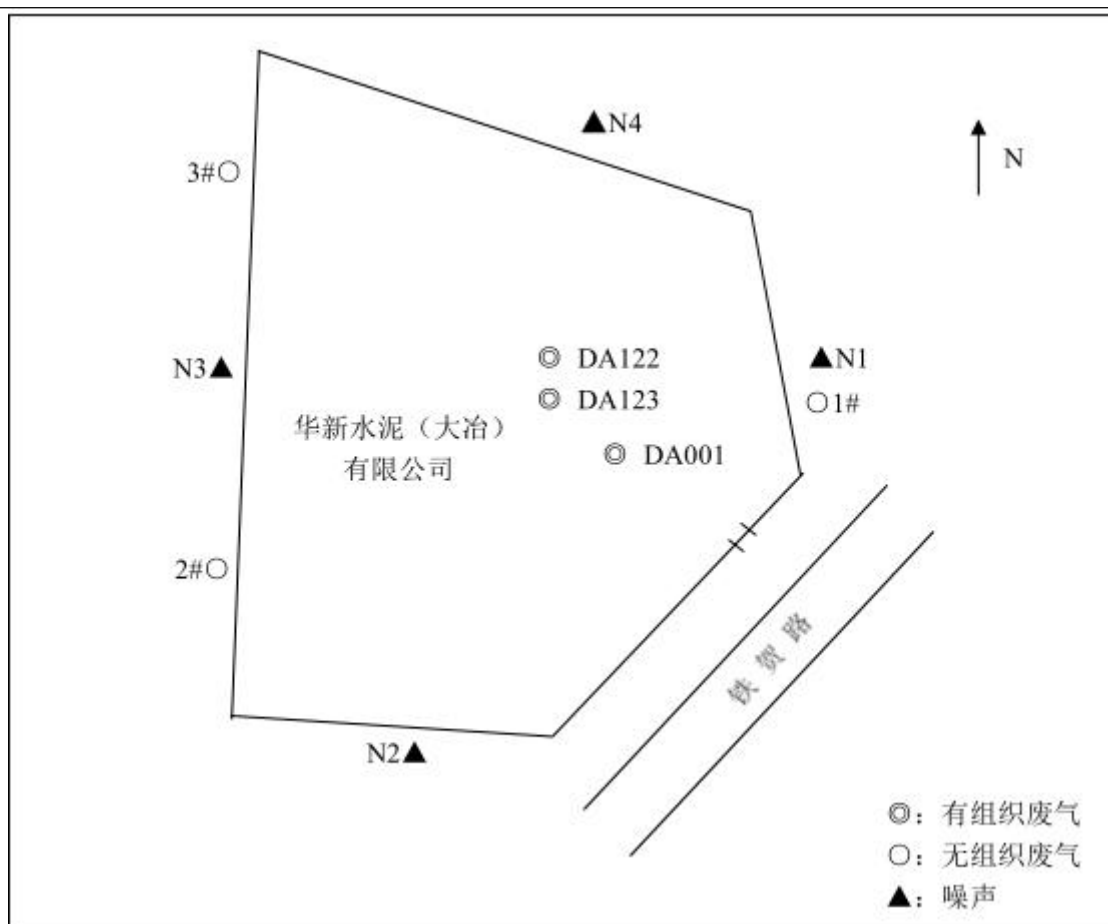 ▲N4
N
3#○
N3▲
◎ DA122
▲N1
◎ DA123
○1#
华新水泥（大冶）
有限公司
◎ DA001
2#○
铁贺路
N2▲
◎：有组织废气
○：无组织废气
▲：噪声